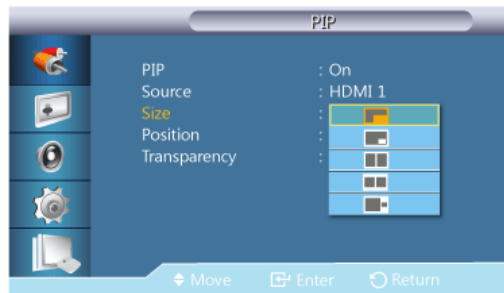 PIP
PIP : On
Source : HDMI 1
Size :
Position :
Transparency :
Move Enter Return